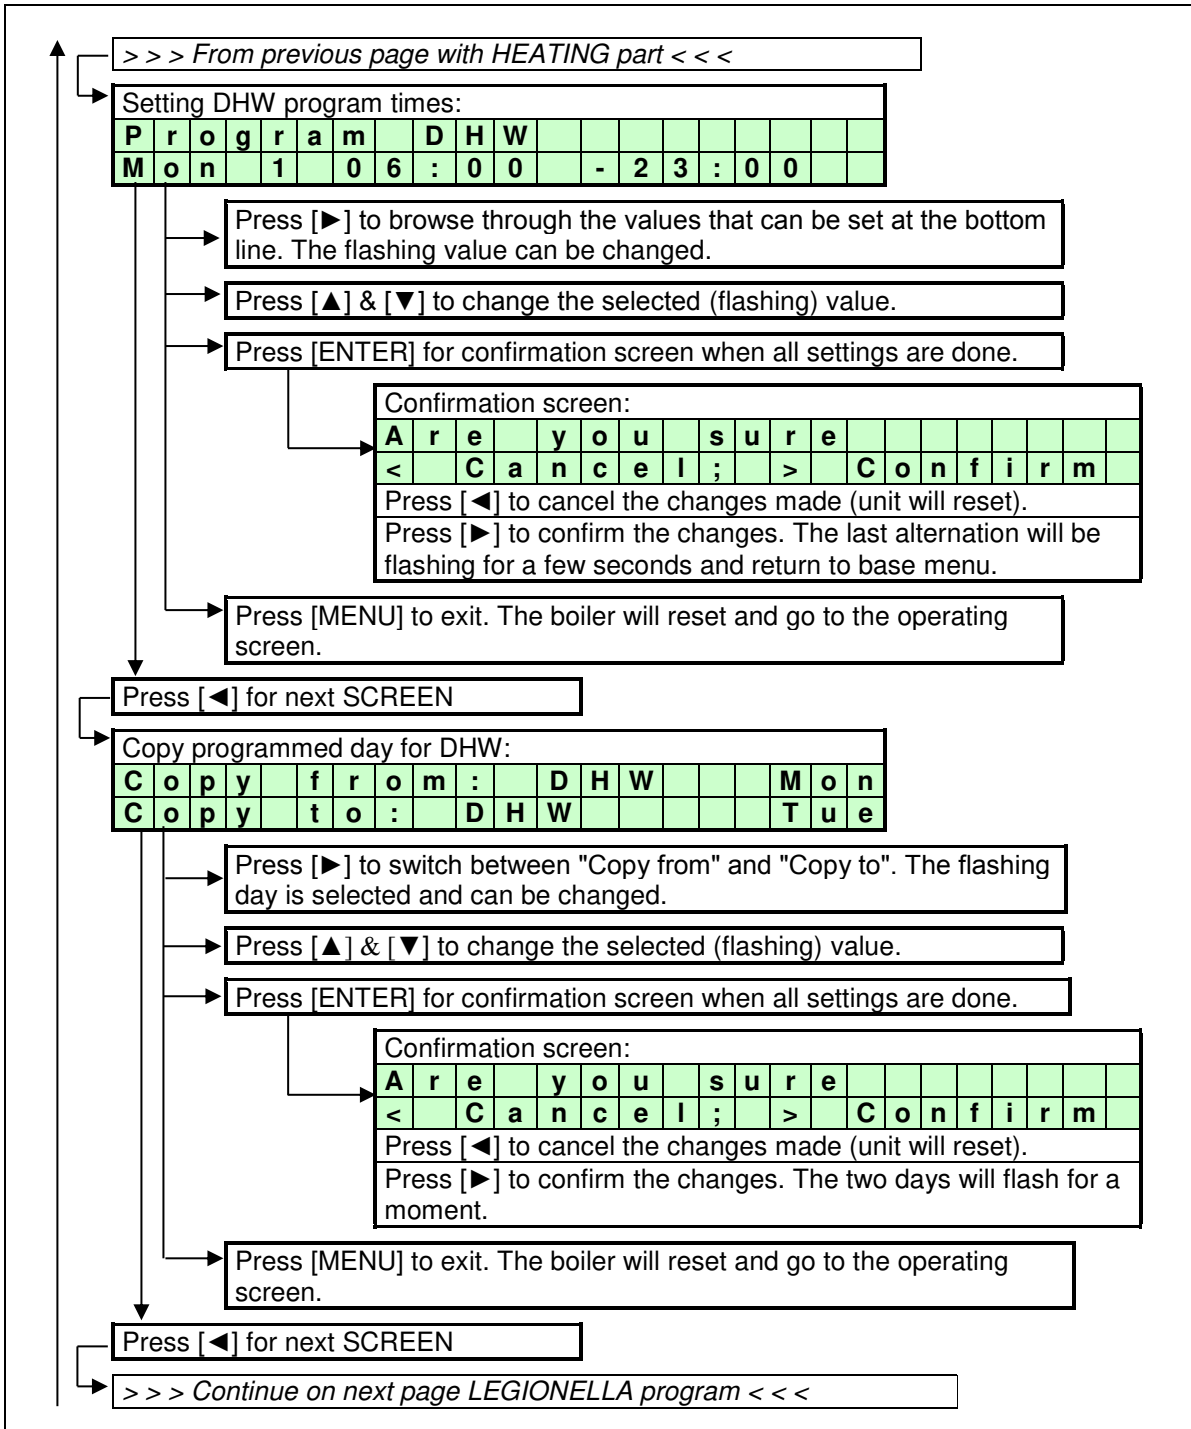 > > > From previous page with HEATING part < < <
Setting DHW program times:
Program DHW
Mon 1 06:00 -23:00
Press [►] to browse through the values that can be set at the bottom
line. The flashing value can be changed.
Press [▲] & [▼] to change the selected (flashing) value.
Press [ENTER] for confirmation screen when all settings are done.
Confirmation screen:
Are you sure
< Cancel; > Confirm
Press [◄] to cancel the changes made (unit will reset).
Press [►] to confirm the changes. The last alternation will be
flashing for a few seconds and return to base menu.
Press [MENU] to exit. The boiler will reset and go to the operating
screen.
Press [◄] for next SCREEN
Copy programmed day for DHW:
Copy from: DHW Mon
Copy to: DHW Tue
Press [►] to switch between "Copy from" and "Copy to". The flashing
day is selected and can be changed.
Press [▲] & [▼] to change the selected (flashing) value.
Press [ENTER] for confirmation screen when all settings are done.
Confirmation screen:
Are you sure
< Cancel; > Confirm
Press [◄] to cancel the changes made (unit will reset).
Press [►] to confirm the changes. The two days will flash for a
moment.
Press [MENU] to exit. The boiler will reset and go to the operating
screen.
Press [◄] for next SCREEN
> > > Continue on next page LEGIONELLA program < < <